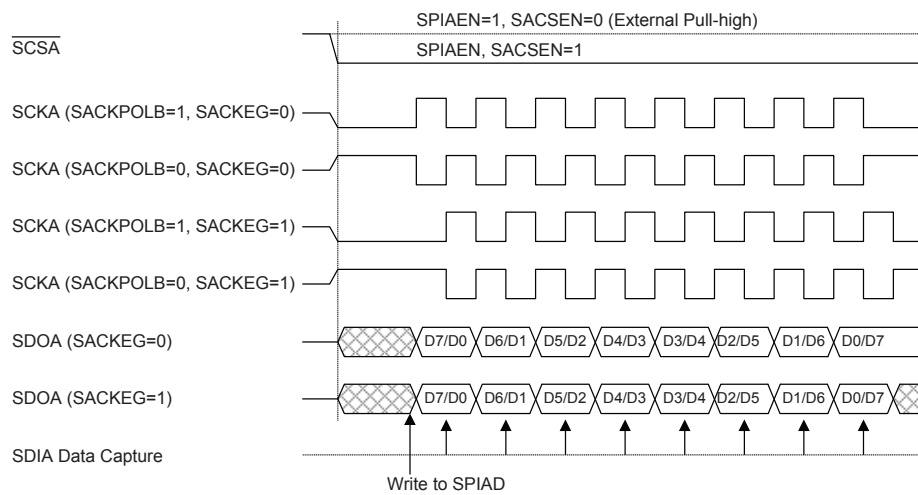 SPIAEN=1, SACSEN=0 (External Pull-high)
SCSA
SPIAEN, SACSEN=1
SCKA (SACKPOLB=1, SACKEG=0)
SCKA (SACKPOLB=0, SACKEG=0)
SCKA (SACKPOLB=1, SACKEG=1)
SCKA (SACKPOLB=0, SACKEG=1)
SDOA (SACKEG=0) D7/D0 D6/D1 D5/D2 D4/D3 D3/D4 D2/D5 D1/D6 D0/D7
SDOA (SACKEG=1) D7/D0 D6/D1 D5/D2 D4/D3 D3/D4 D2/D5 D1/D6 D0/D7
SDIA Data Capture
Write to SPIAD